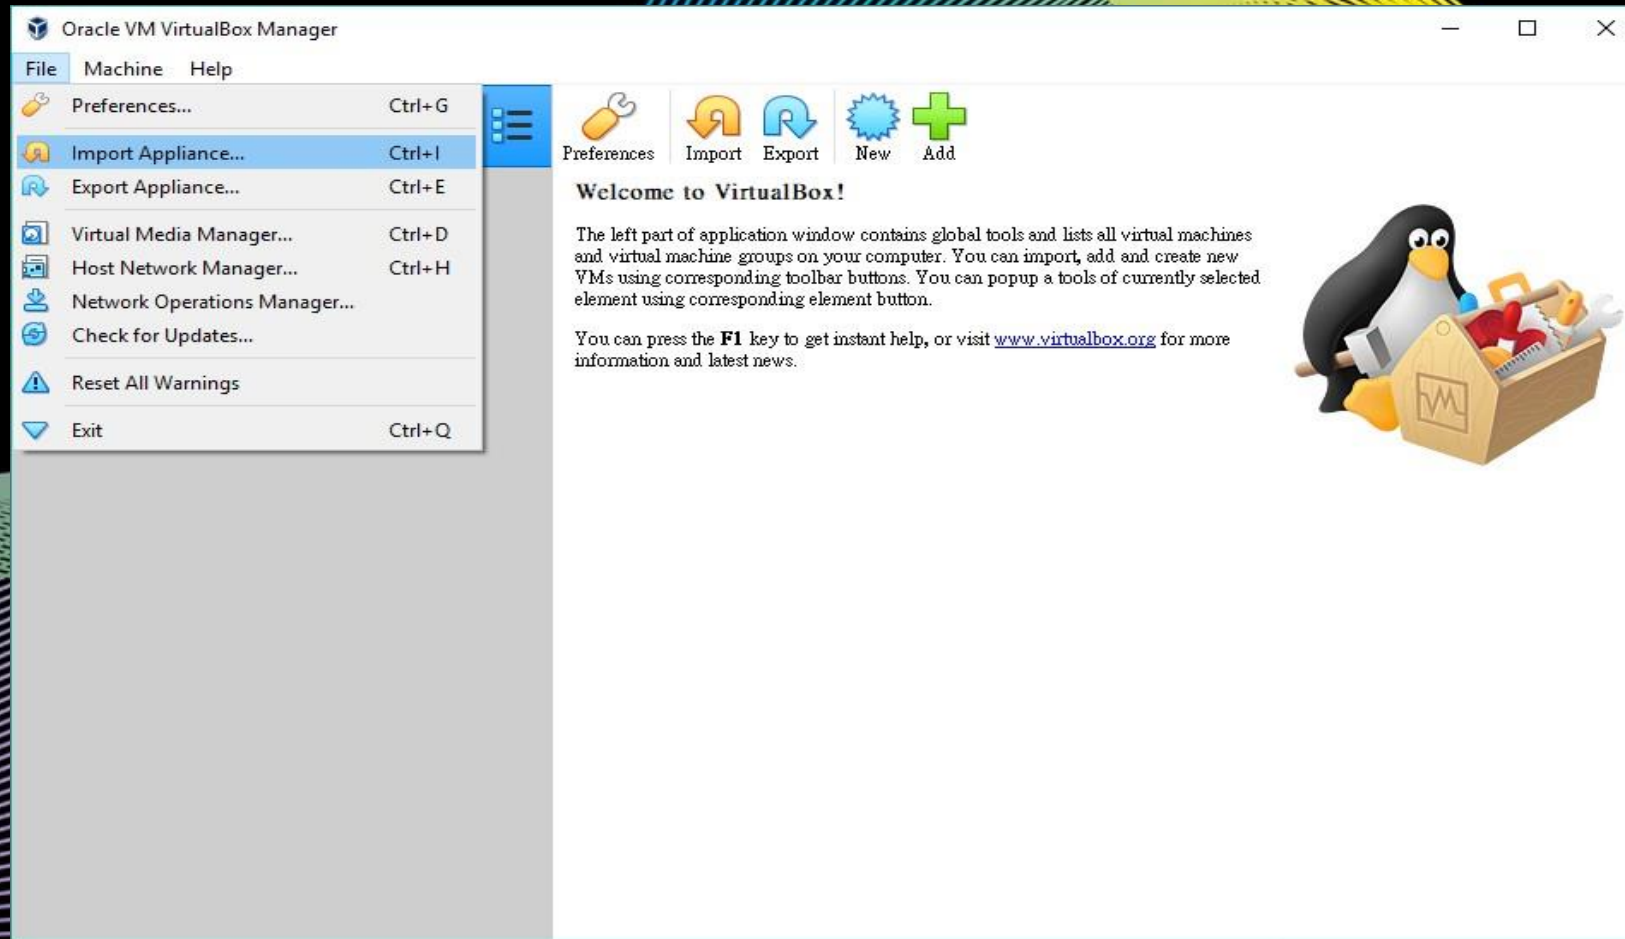 Oracle VM VirtualBox Manager
File Machine Help
Preferences... Ctrl+G
Import Appliance... Ctrl+I
Export Appliance... Ctrl+E
Virtual Media Manager... Ctrl+D
Host Network Manager... Ctrl+H
Network Operations Manager...
Check for Updates...
Reset All Warnings
Exit Ctrl+Q
Preferences Import Export New Add
Welcome to VirtualBox!
The left part of application window contains global tools and lists all virtual machines
and virtual machine groups on your computer. You can import, add and create new
VMs using corresponding toolbar buttons. You can popup a tools of currently selected
element using corresponding element button.
You can press the F1 key to get instant help, or visit www.virtualbox.org for more
information and latest news.